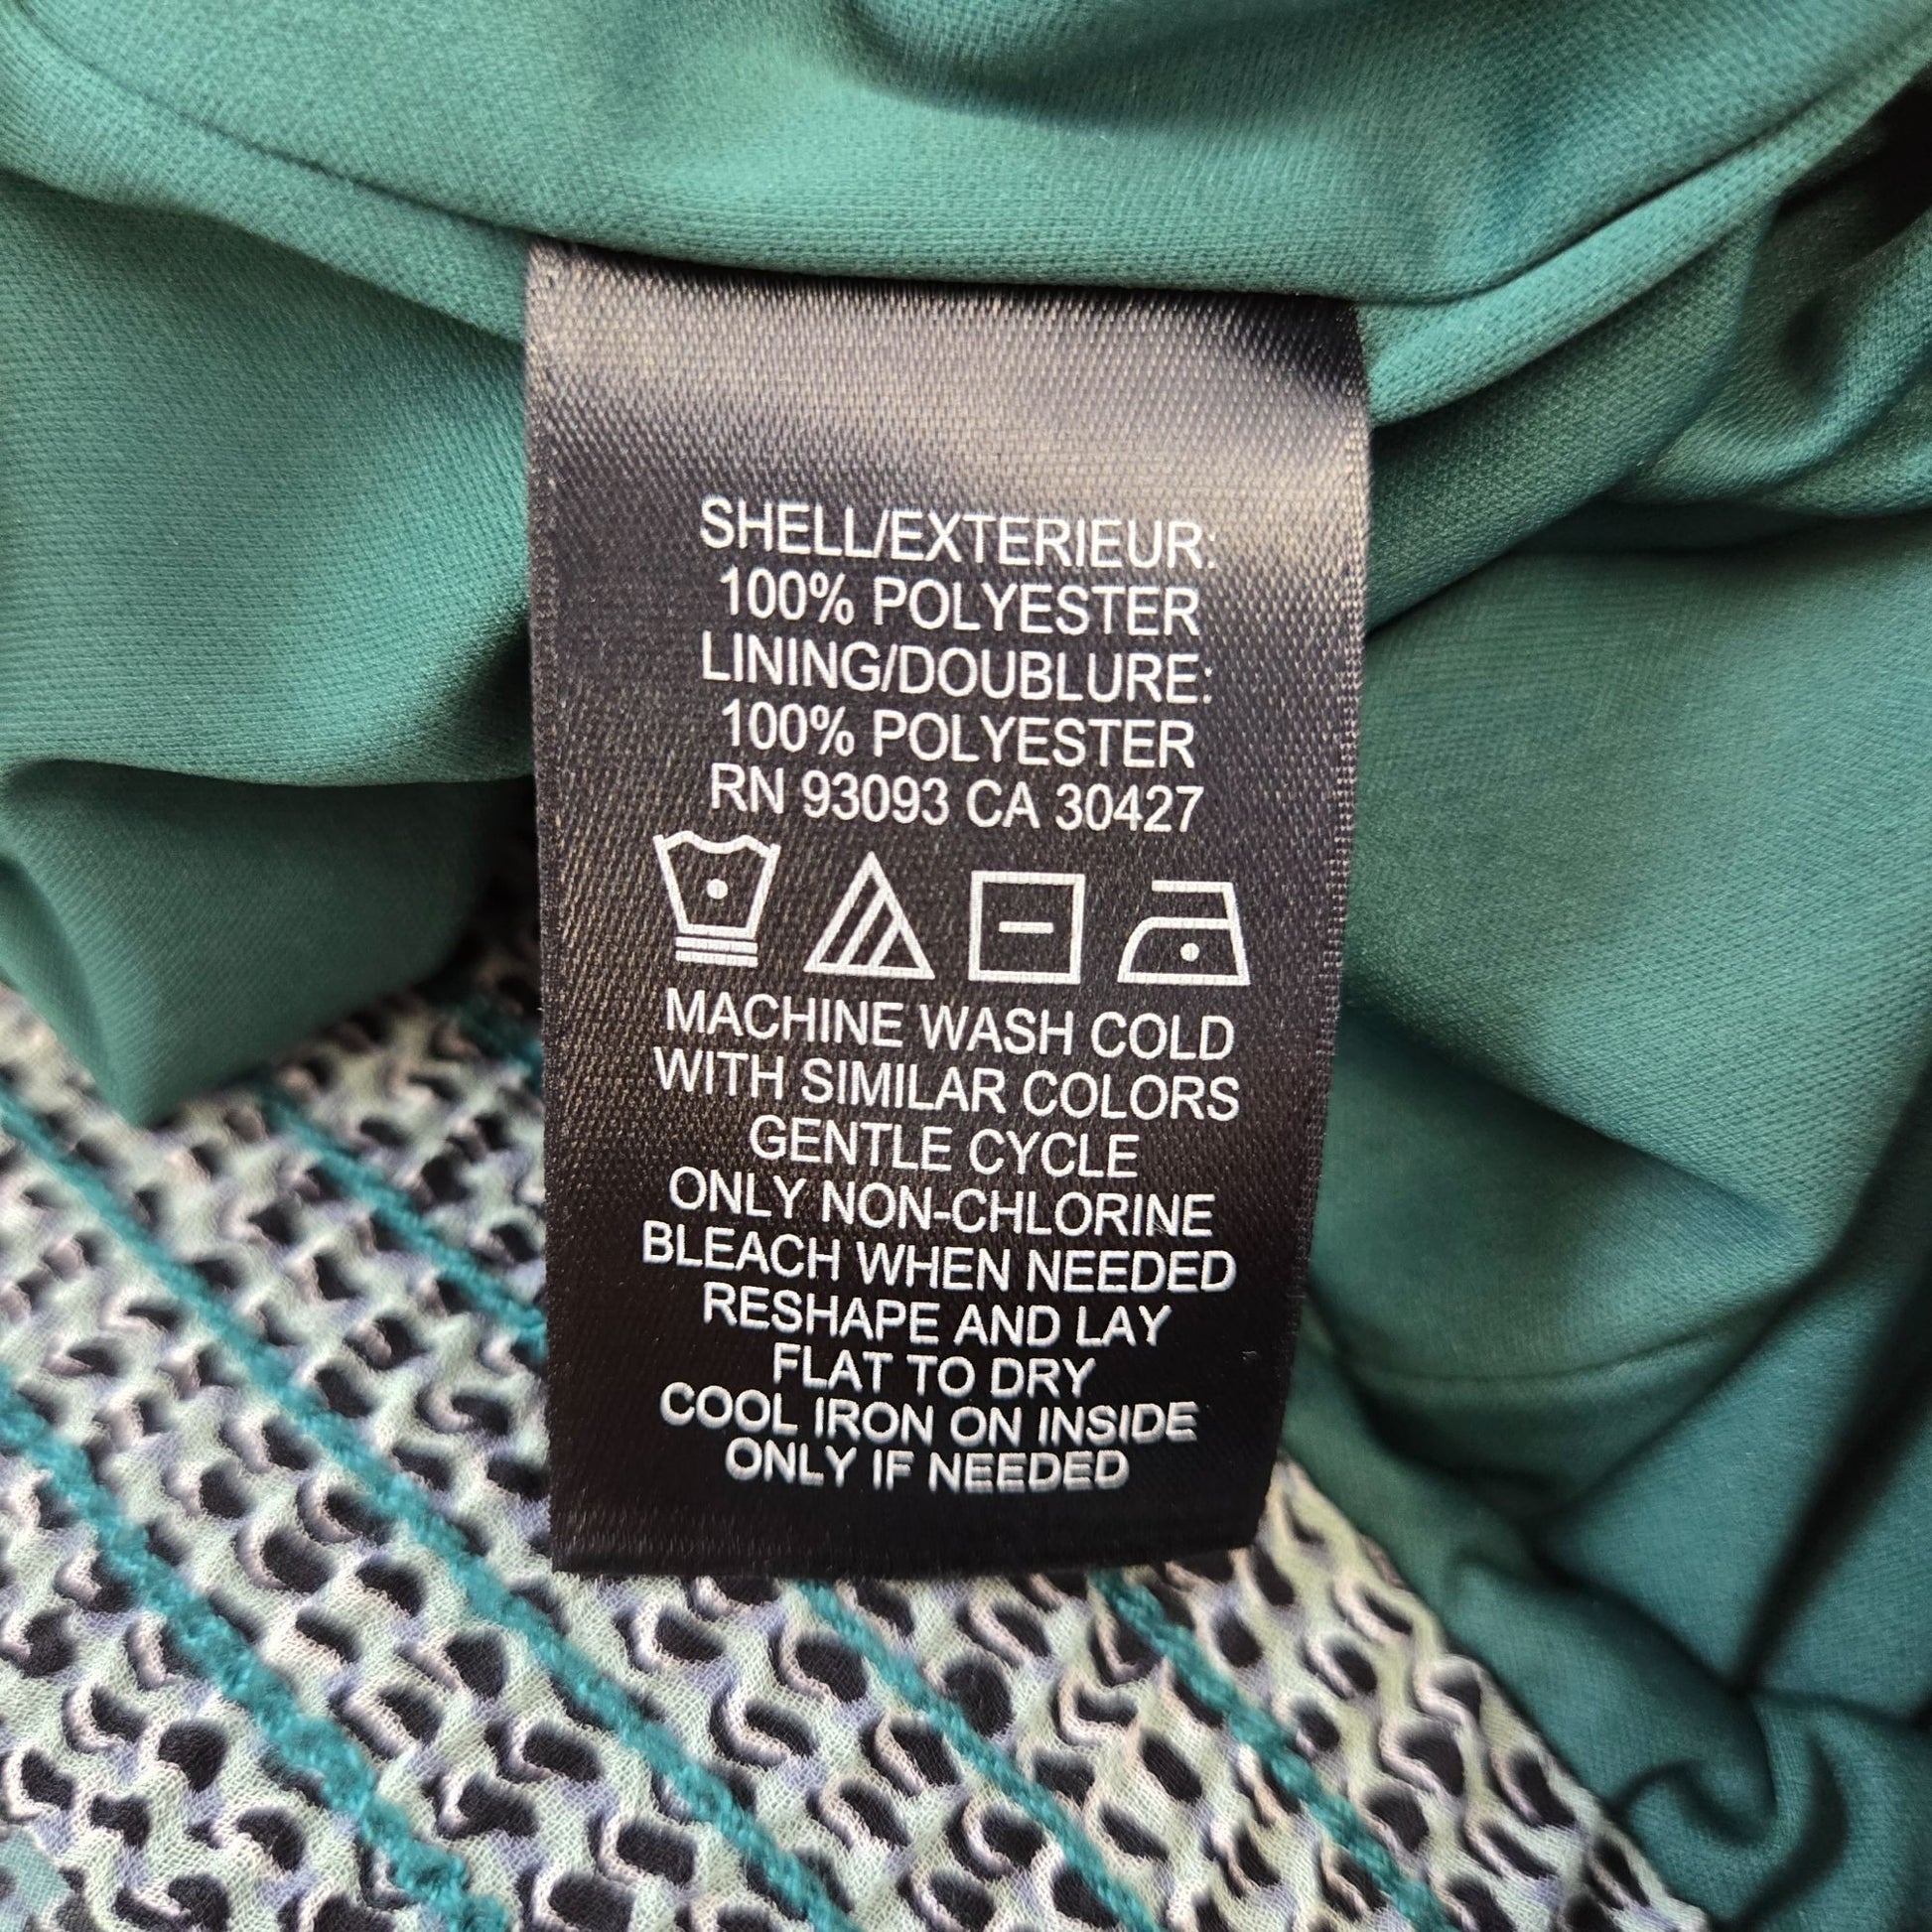 SHELL/EXTERIEUR:
100% POLYESTER
LINING/DOUBLURE:
100% POLYESTER
RN 93093 CA 30427
MACHINE WASH COLD
WITH SIMILAR COLORS
GENTLE CYCLE
ONLY NON-CHLORINE
BLEACH WHEN NEEDED
RESHAPE AND LAY
FLAT TO DRY
COOL IRON ON INSIDE
ONLY IF NEEDED